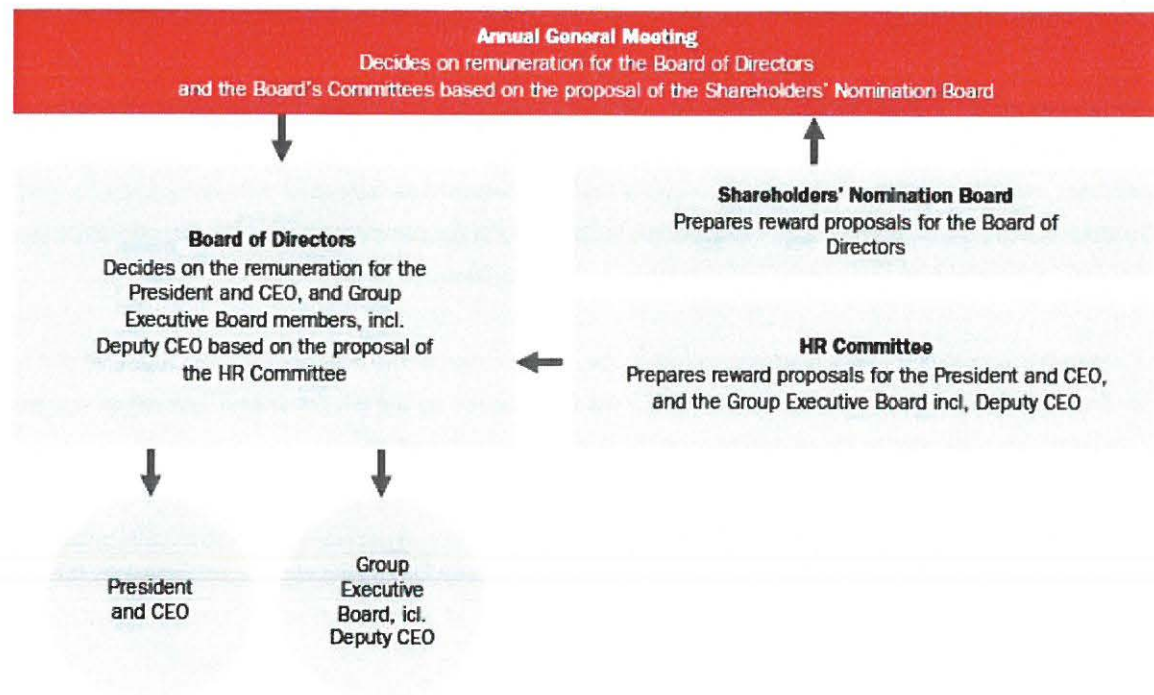 Annual General Meeting
Decides on remuneration for the Board of Directors
and the Board's Committees based on the proposal of the Shareholders' Nomination Board
Shareholders' Nomination Board
Prepares reward proposals for the Board of
Directors
Board of Directors
Decides on the remuneration for the
President and CEO, and Group
Executive Board members, incl.
Deputy CEO based on the proposal of
the HR Committee
HR Committee
Prepares reward proposals for the President and CEO,
and the Group Executive Board incl, Deputy CEO
President
and CEO
Group
Executive
Board, icl.
Deputy CEO